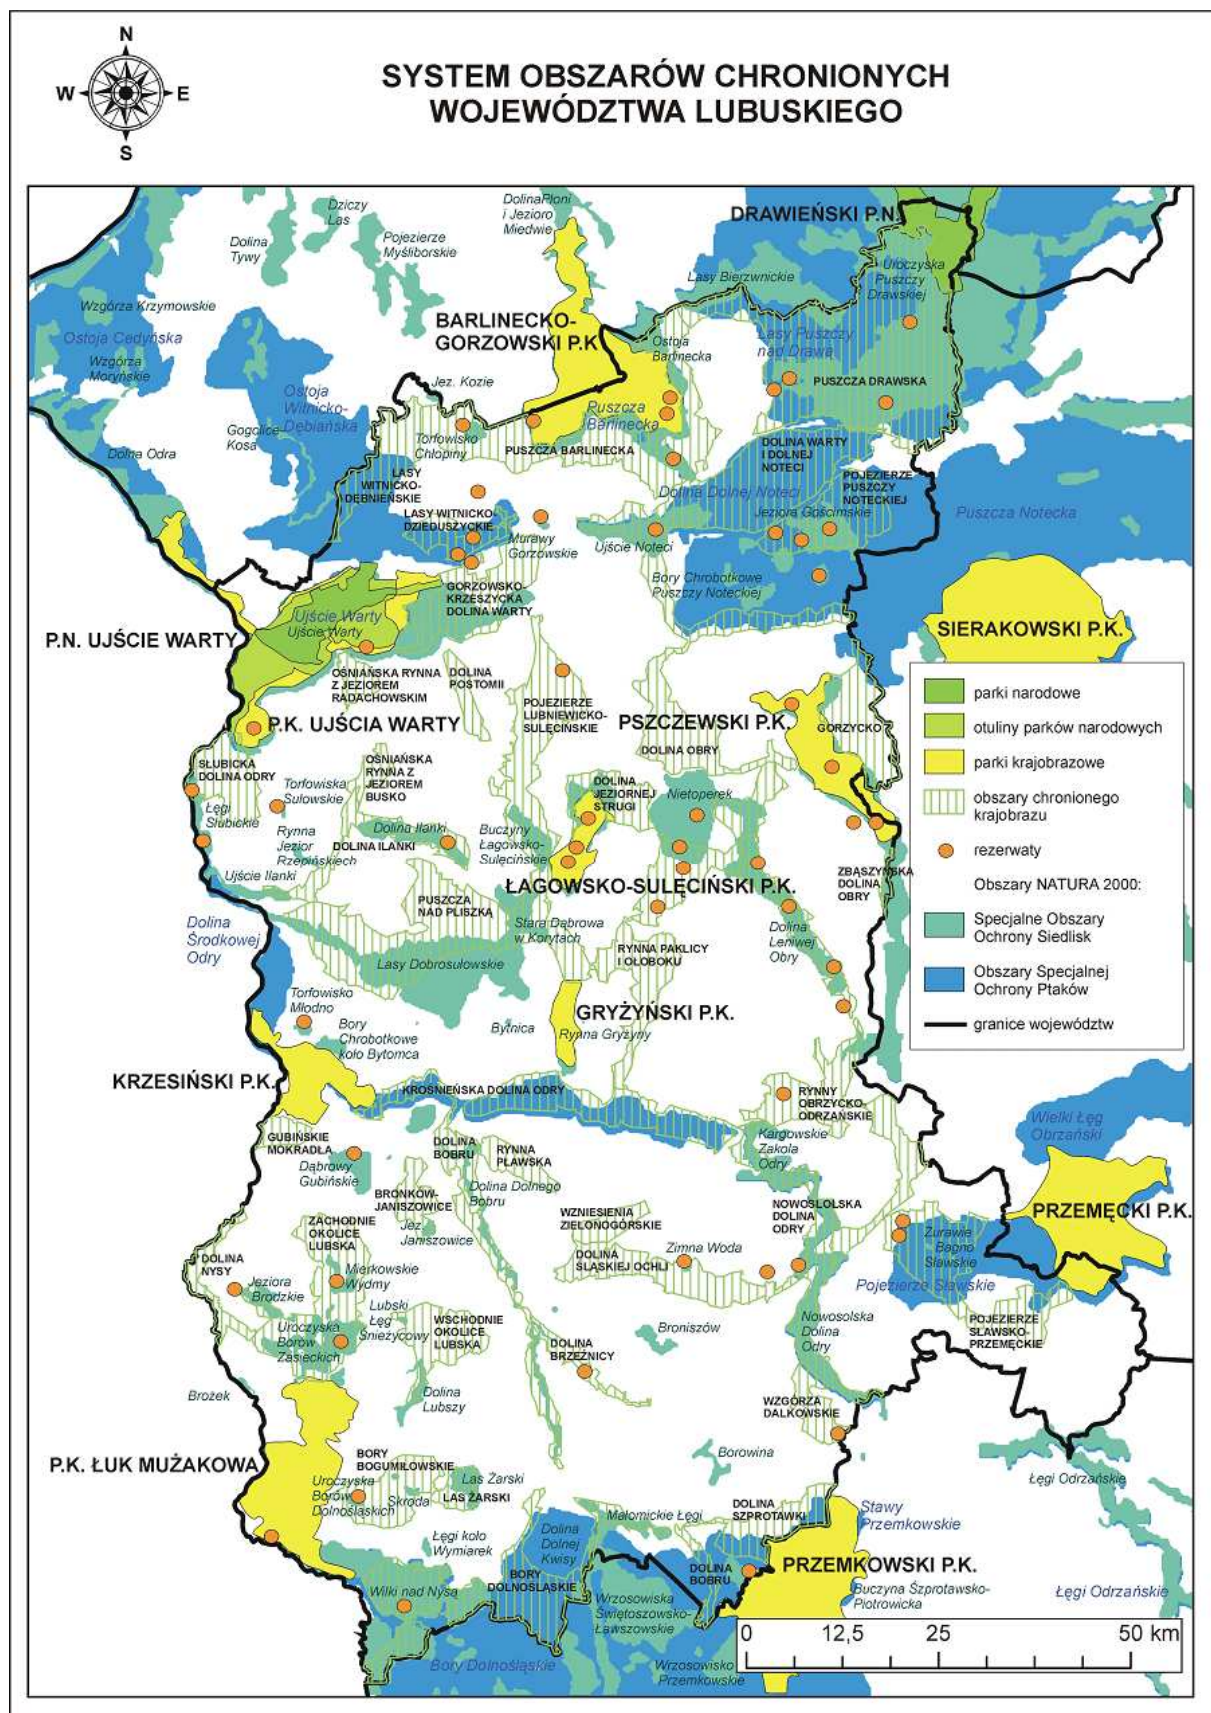 N
W
E
S
SYSTEM OBSZARÓW CHRONIONYCH
WOJEWÓDZTWA LUBUSKIEGO
DolinaPłoni
i Jezioro
Miedwie
Dziczy
Las
Dolina
Tywy
Pojezierze
Myśliborskie
DRAWIEŃSKI P.N.
Lasy Bierzwnickie
Uroczyska
Puszczy
Drawskiej
Wzgórza Krzymowskie
Ostoja Cedyńska
Wzgórza
Moryńskie
BARLINECKO-
GORZOWSKI P.K
Ostoja
Barlinecka
Lasy Puszczy
nad Drawą
PUSZCZA DRAWSKA
Jez. Kozie
Ostoja
Witnicko-
Dębiańska
Gogolice
Kosa
Dolna Odra
Puszcza
Barlinecka
Torfowisko
Chłopiny
PUSZCZA BARLINECKA
DOLINA WARTY
I DOLNEJ
NOTECI
LASY
WITNICKO-
DĘBNIEŃSKIE
POJEZIERZE
PUSZCZY
NOTECKIEJ
Dolina Dolnej Noteci
LASY WITNICKO-
DZIEDUSZYCKIE
Jeziora Gościmskie
Puszcza Notecka
Murawy
Gorzowskie
Ujście Noteci
Bory Chrobotkowe
Puszczy Noteckiej
GORZOWSKO-
KRZESZYCKA
DOLINA WARTY
Ujście Warty
Ujście Warty
P.N. UJŚCIE WARTY
SIERAKOWSKI P.K.
OŚNIAŃSKA RYNNA
Z JEZIOREM
RADACHOWSKIM
DOLINA
POSTOMII
POJEZIERZE
LUBNIEWICKO-
SULĘCIŃSKIE
P.K. UJŚCIA WARTY
PSZCZEWSKI P.K.
GORZYCKO
DOLINA OBRY
parki narodowe
otuliny parków narodowych
parki krajobrazowe
obszary chronionego
krajobrazu
rezerwaty
Obszary NATURA 2000:
Specjalne Obszary
Ochrony Siedlisk
Obszary Specjalnej
Ochrony Ptaków
granice województw
SŁUBICKA
DOLINA ODRY
OŚNIAŃSKA
RYNNA Z
JEZIOREM
BUSKO
Torfowiska
Sułowskie
DOLINA
JEZIORNEJ
STRUGI
Nietoperek
Łęgi
Słubickie
Rynna
Jezior
Rzepińskiech
Dolina Ilanki
DOLINA ILANKI
Buczyny
Łagowsko-
Sulęcińskie
Ujście Ilanki
ŁAGOWSKO-SULĘCIŃSKI P.K.
ZBĄSZYŃSKA
DOLINA
OBRY
PUSZCZA
NAD PLISZKĄ
Dolina
Środkowej
Odry
Stara Dąbrowa
w Korytach
Dolina
Leniwej
Obry
RYNNA PAKLICY
I OŁOBOKU
Lasy Dobrosułowskie
Torfowisko
Młodno
Bory
Chrobotkowe
koło Bytomca
Bytnica
GRYŻYŃSKI P.K.
Rynna Gryżyny
KRZESIŃSKI P.K.
KROŚNIEŃSKA DOLINA ODRY
RYNNY
OBRZYCKO-
ODRZAŃSKIE
Wielki Łęg
Obrzański
GUBIŃSKIE
MOKRADŁA
Dąbrowy
Gubińskie
DOLINA
BOBRU
RYNNA
PŁAWSKA
Kargowskie
Zakola
Odry
Dolina Dolnego
Bobru
BRONKÓW-
JANISZOWICE
Jez.
Janiszowice
NOWOSLOLSKA
DOLINA
ODRY
PRZEMĘCKI P.K.
ZACHODNIE
OKOLICE
LUBSKA
WZNIESIENIA
ZIELONOGÓRSKIE
DOLINA
ŚLĄSKIEJ OCHLI
Zimna Woda
Żurawie
Bagno
Sławskie
DOLINA
NYSY
Mierkowskie
Wydmy
Jeziora
Brodzkie
Pojezierze Sławskie
Lubski
Łęg
Śnieżycowy
WSCHODNIE
OKOLICE
LUBSKA
Uroczyska
Borów
Zasieckich
Broniszów
Nowosolska
Dolina
Odry
POJEZIERZE
SŁAWSKO-
PRZEMĘCKIE
DOLINA
BRZEŹNICY
Brożek
Dolina
Lubszy
WZGÓRZA
DALKOWSKIE
P.K. ŁUK MUŻAKOWA
BORY
BOGUMIŁOWSKIE
Uroczyska
Borów
Dolnośląskich
Skroda
Las Żarski
LAS ŻARSKI
Borowina
Łęgi Odrzańskie
Małomickie Łęgi
DOLINA
SZPROTAWKI
Stawy
Przemkowskie
Łęgi koło
Wymiarek
Dolina
Dolnej
Kwisy
BORY
DOLNOŚLĄSKIE
DOLINA
BOBRU
PRZEMKOWSKI P.K.
Wilki nad Nysą
Wrzosowiska
Świętoszowsko-
Ławszowskie
Buczyna Szprotawsko-
Piotrowicka
Łęgi Odrzańskie
Bory Dolnośląskie
Wrzosowisko
Przemkowskie
0 12,5 25 50 km